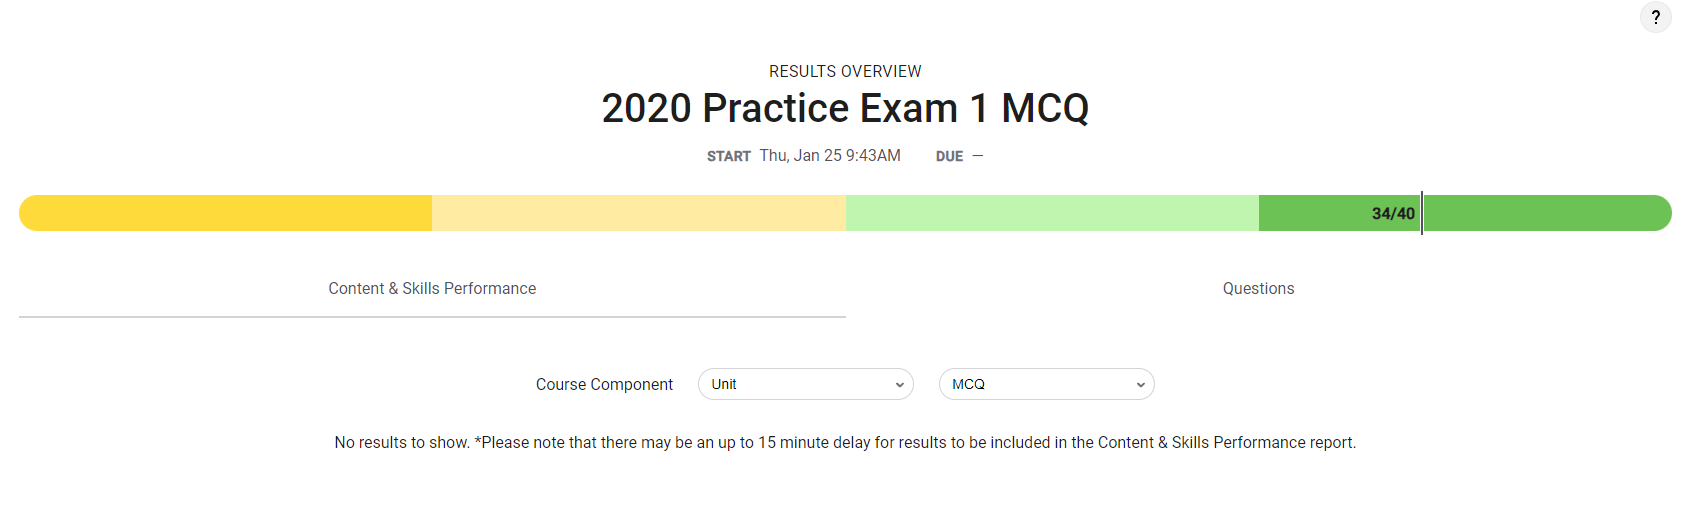 ?
RESULTS OVERVIEW
2020 Practice Exam 1 MCQ
START Thu, Jan 25 9:43AM DUE —
34/40
Content & Skills Performance
Questions
Course Component Unit MCQ
No results to show. *Please note that there may be an up to 15 minute delay for results to be included in the Content & Skills Performance report.